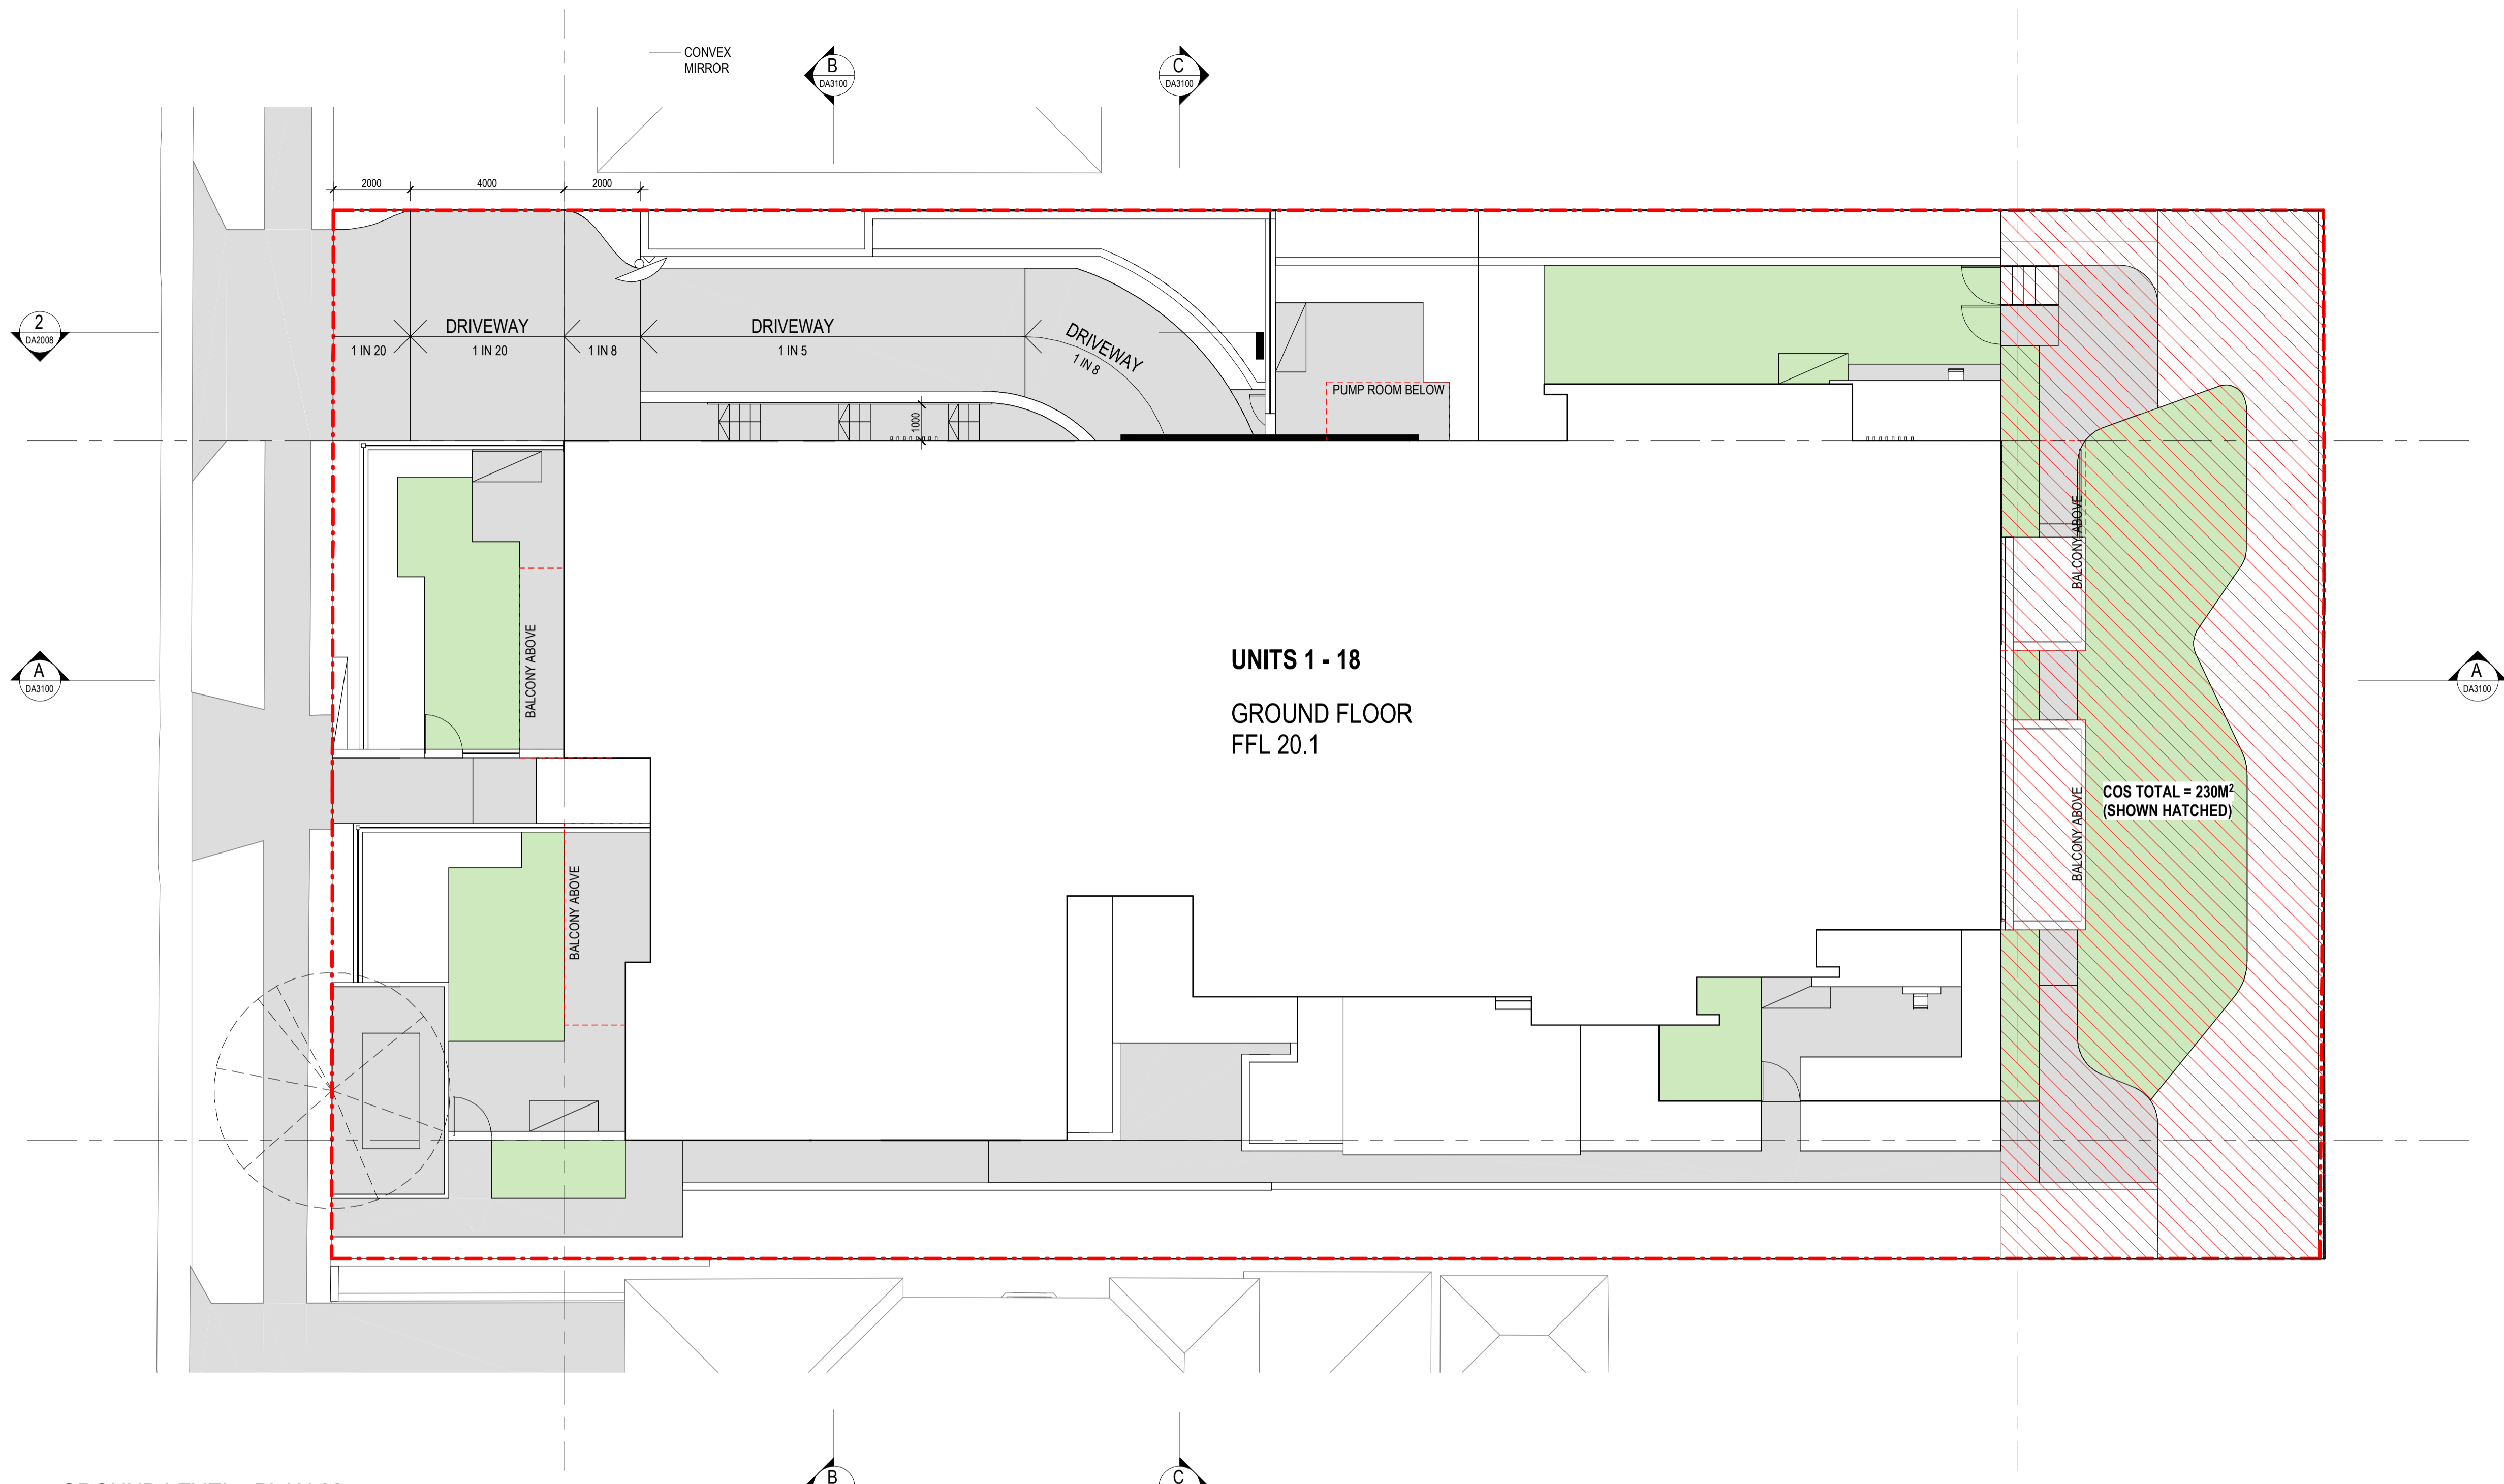 CONVEX
MIRROR
B
DA3100
C
DA3100
2000
4000
2000
2
DA2008
DRIVEWAY
DRIVEWAY
DRIVEWAY
1 IN 20
1 IN 20
1 IN 8
1 IN 5
1 IN 8
PUMP ROOM BELOW
1000
BALCONY ABOVE
BALCONY ABOVE
A
DA3100
UNITS 1 - 18
GROUND FLOOR
FFL 20.1
A
DA3100
BALCONY ABOVE
COS TOTAL = 230M²
(SHOWN HATCHED)
BALCONY ABOVE
B
C